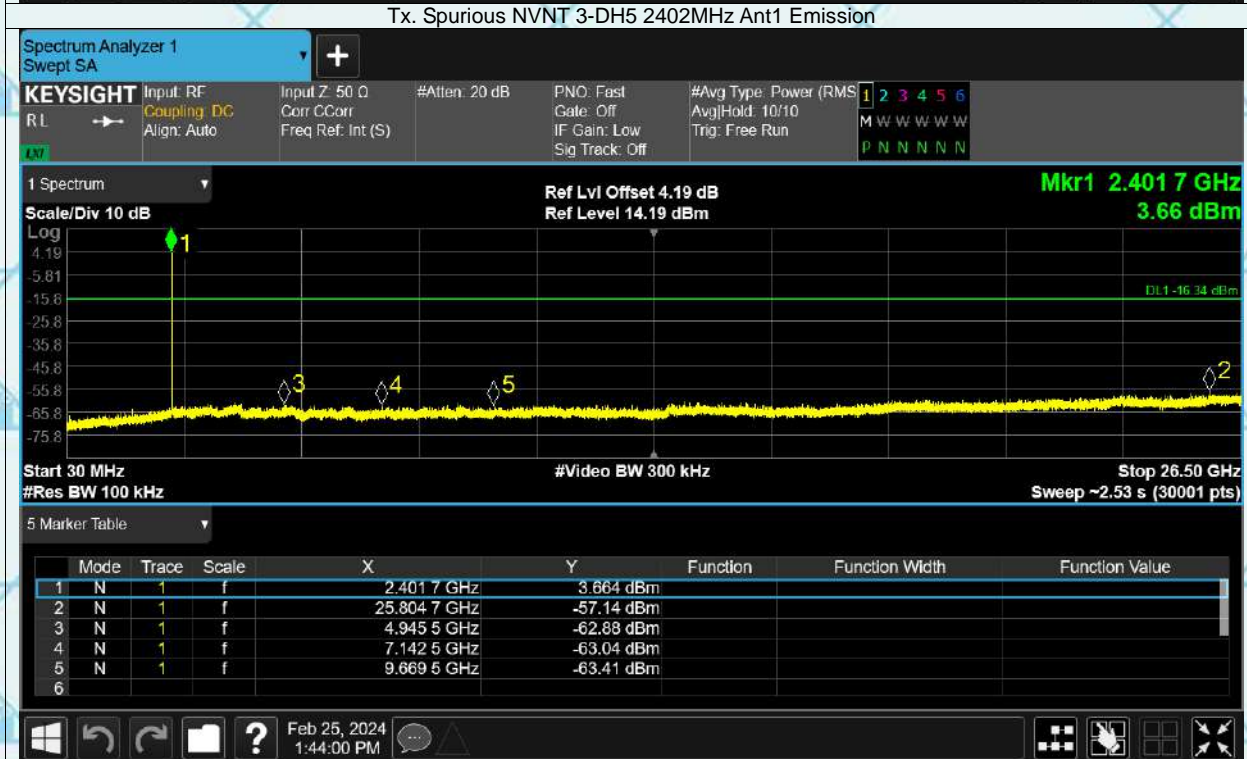 Tx. Spurious NVNT 3-DH5 2402MHz Ant1 Emission
Spectrum Analyzer 1
Swept SA
+
KEYSIGHT
RL
LXI
Input: RF
Coupling: DC
Align: Auto
Input Z: 50 Ω
Corr CCorr
Freq Ref: Int (S)
#Atten: 20 dB
PNO: Fast
Gate: Off
IF Gain: Low
Sig Track: Off
#Avg Type: Power (RMS
Avg|Hold: 10/10
Trig: Free Run
1 2 3 4 5 6
M W W W W W
P N N N N N
1 Spectrum
Scale/Div 10 dB
Ref Lvl Offset 4.19 dB
Ref Level 14.19 dBm
Mkr1 2.401 7 GHz
3.66 dBm
Log
4.19
-5.81
-15.8
-25.8
-35.8
-45.8
-55.8
-65.8
-75.8
1
3
4
5
2
DL1 -16.34 dBm
Start 30 MHz
#Video BW 300 kHz
Stop 26.50 GHz
#Res BW 100 kHz
Sweep ~2.53 s (30001 pts)
5 Marker Table
Mode Trace Scale X Y Function Function Width Function Value
1 N 1 f 2.401 7 GHz 3.664 dBm
2 N 1 f 25.804 7 GHz -57.14 dBm
3 N 1 f 4.945 5 GHz -62.88 dBm
4 N 1 f 7.142 5 GHz -63.04 dBm
5 N 1 f 9.669 5 GHz -63.41 dBm
6
?
Feb 25, 2024
1:44:00 PM